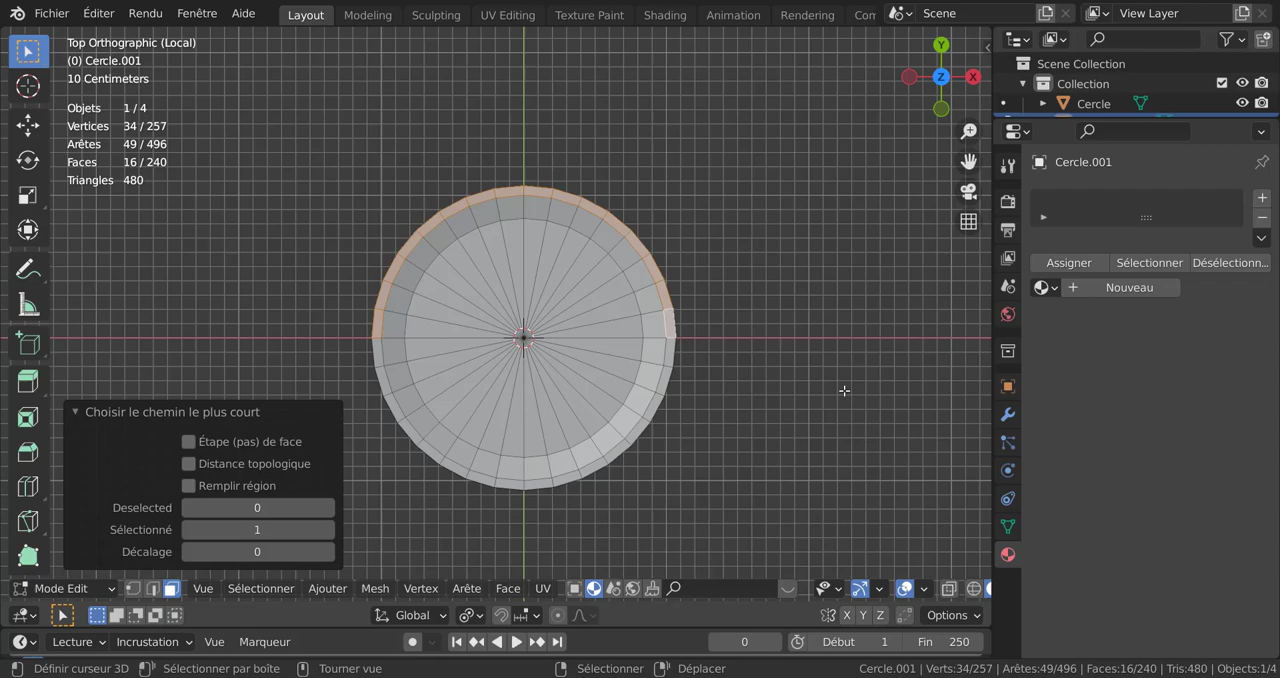 Fichier Éditer Rendu Fenêtre Aide Layout Modeling Sculpting UV Editing Texture Paint Shading Animation Rendering Com Scene View Layer
Top Orthographic (Local)
(0) Cercle.001
10 Centimeters
Objets 1 / 4
Vertices 34 / 257
Arêtes 49 / 496
Faces 16 / 240
Triangles 480
Y
X
Z
Scene Collection
Collection
Cercle
Cercle.001
Assigner Sélectionner Désélectionn...
Nouveau
Choisir le chemin le plus court
Étape (pas) de face
Distance topologique
Remplir région
Deselected 0
Sélectionné 1
Décalage 0
Mode Edit Vue Sélectionner Ajouter Mesh Vertex Arête Face UV
Global X Y Z Options
Lecture Incrustation Vue Marqueur 0 Début 1 Fin 250
Définir curseur 3D Sélectionner par boîte Tourner vue Sélectionner Déplacer Cercle.001 | Verts:34/257 | Arêtes:49/496 | Faces:16/240 | Tris:480 | Objects:1/4